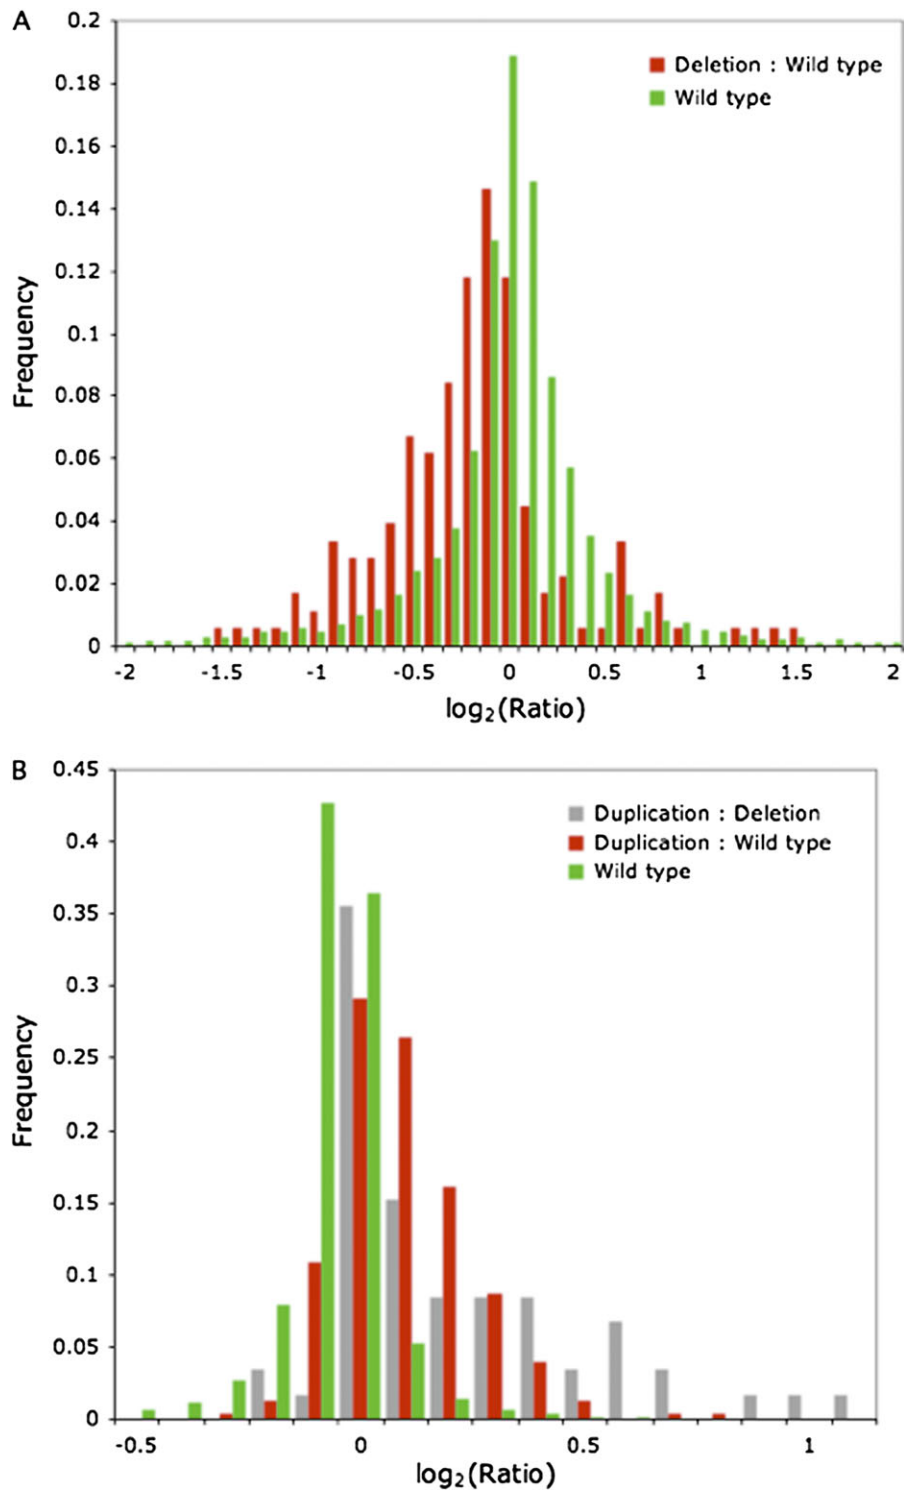 A
0.2
0.18
0.16
0.14
0.12
0.1
0.08
0.06
0.04
0.02
0
Frequency
Deletion : Wild type
Wild type
-2 -1.5 -1 -0.5 0 0.5 1 1.5 2
log₂(Ratio)
B
0.45
0.4
0.35
0.3
0.25
0.2
0.15
0.1
0.05
0
Frequency
Duplication : Deletion
Duplication : Wild type
Wild type
-0.5 0 0.5 1
log₂(Ratio)